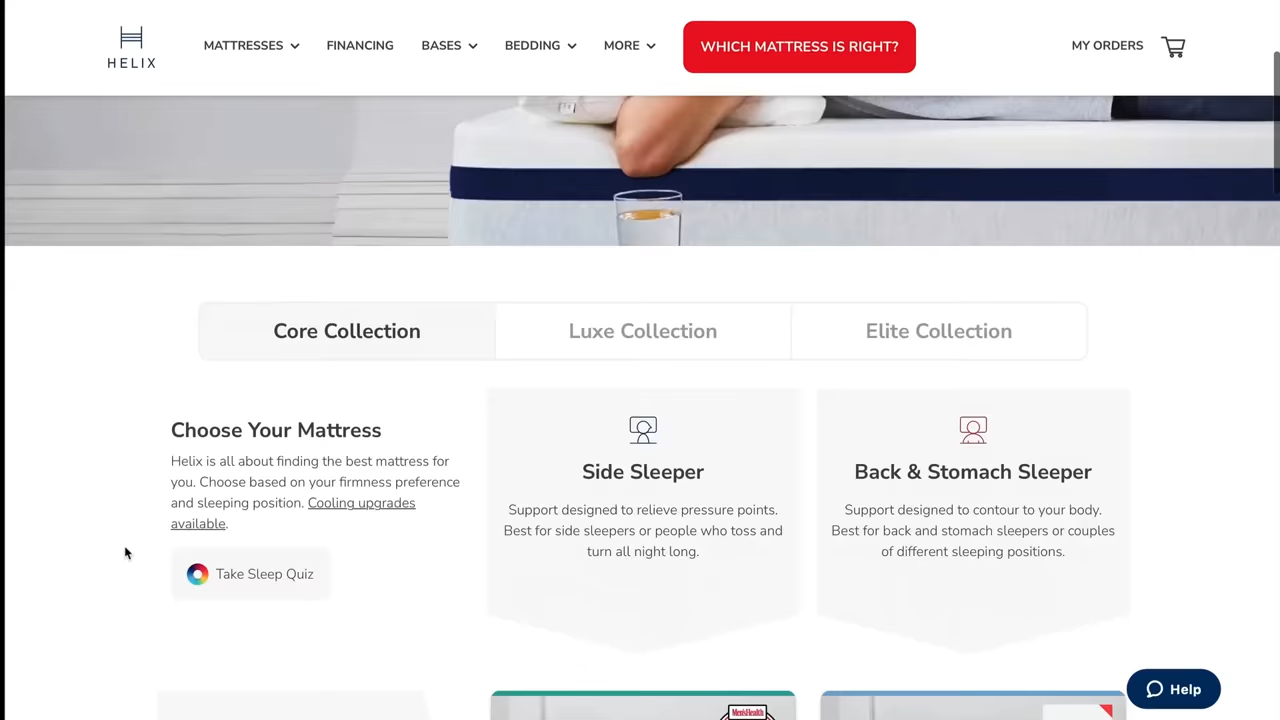 HELIX
MATTRESSES
FINANCING
BASES
BEDDING
MORE
WHICH MATTRESS IS RIGHT?
MY ORDERS
Core Collection
Luxe Collection
Elite Collection
Choose Your Mattress
Helix is all about finding the best mattress for
you. Choose based on your firmness preference
and sleeping position. Cooling upgrades
available.
Take Sleep Quiz
Side Sleeper
Support designed to relieve pressure points.
Best for side sleepers or people who toss and
turn all night long.
Back & Stomach Sleeper
Support designed to contour to your body.
Best for back and stomach sleepers or couples
of different sleeping positions.
Men'sHealth
Help